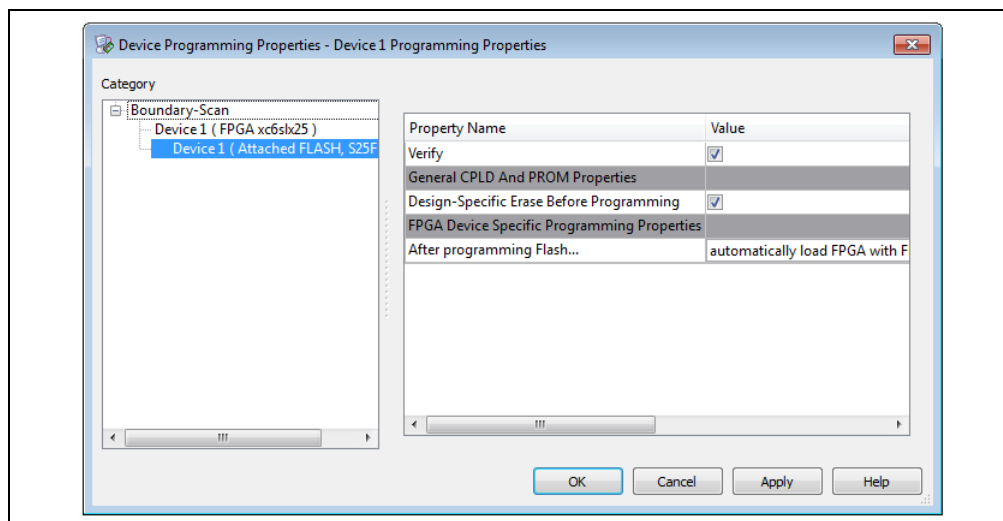 Device Programming Properties - Device 1 Programming Properties
Category
Boundary-Scan
Device 1 ( FPGA xc6slx25 )
Device 1 ( Attached FLASH, S25F
Property Name Value
Verify
General CPLD And PROM Properties
Design-Specific Erase Before Programming
FPGA Device Specific Programming Properties
After programming Flash... automatically load FPGA with F
OK Cancel Apply Help